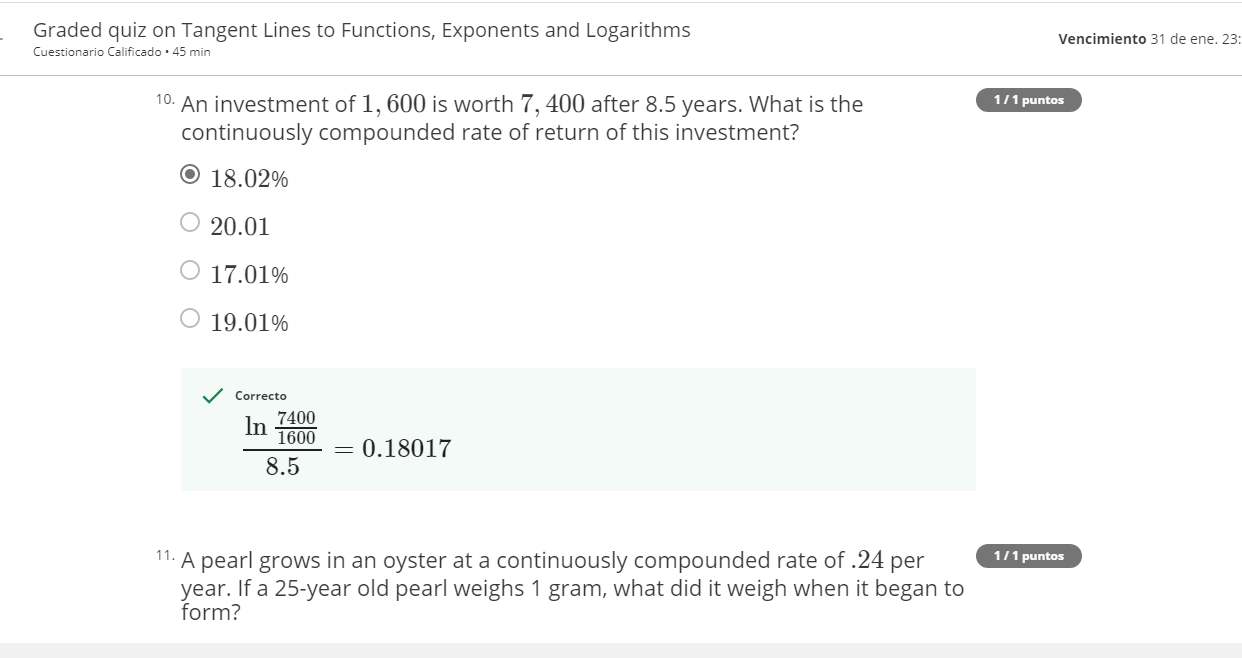 Graded quiz on Tangent Lines to Functions, Exponents and Logarithms
Cuestionario Calificado • 45 min
Vencimiento 31 de ene. 23:
10. An investment of 1, 600 is worth 7, 400 after 8.5 years. What is the
continuously compounded rate of return of this investment?
1 / 1 puntos
18.02%
20.01
17.01%
19.01%
Correcto
ln 7400
1600
= 0.18017
8.5
11. A pearl grows in an oyster at a continuously compounded rate of .24 per
year. If a 25-year old pearl weighs 1 gram, what did it weigh when it began to
form?
1 / 1 puntos